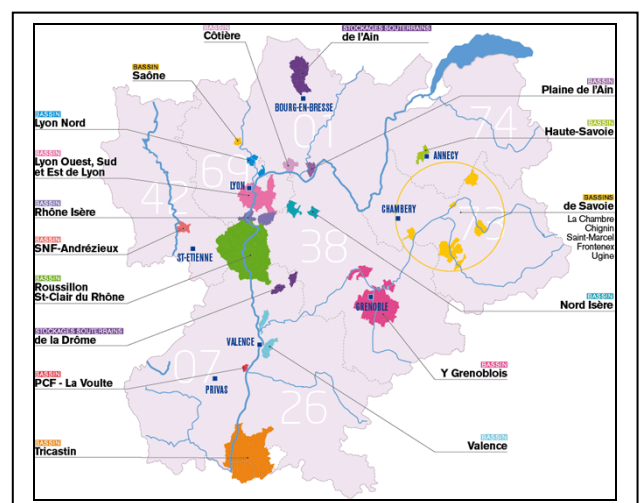 BASSIN
Côtière
STOCKAGES SOUTERRAINS
de l'Ain
BASSIN
Saône
BOURG-EN-BRESSE
BASSIN
Plaine de l'Ain
01
74
BASSIN
Lyon Nord
BASSIN
Haute-Savoie
ANNECY
BASSIN
Lyon Ouest, Sud
et Est de Lyon
69
LYON
42
BASSIN
Rhône Isère
CHAMBERY
73
BASSINS
de Savoie
La Chambre
Chignin
Saint-Marcel
Frontenex
Ugine
BASSIN
SNF-Andrézieux
ST-ETIENNE
38
BASSIN
Roussillon
St-Clair du Rhône
BASSIN
Nord Isère
GRENOBLE
STOCKAGES SOUTERRAINS
de la Drôme
VALENCE
07
BASSIN
Y Grenoblois
BASSIN
PCF - La Voulte
PRIVAS
26
BASSIN
Valence
BASSIN
Tricastin